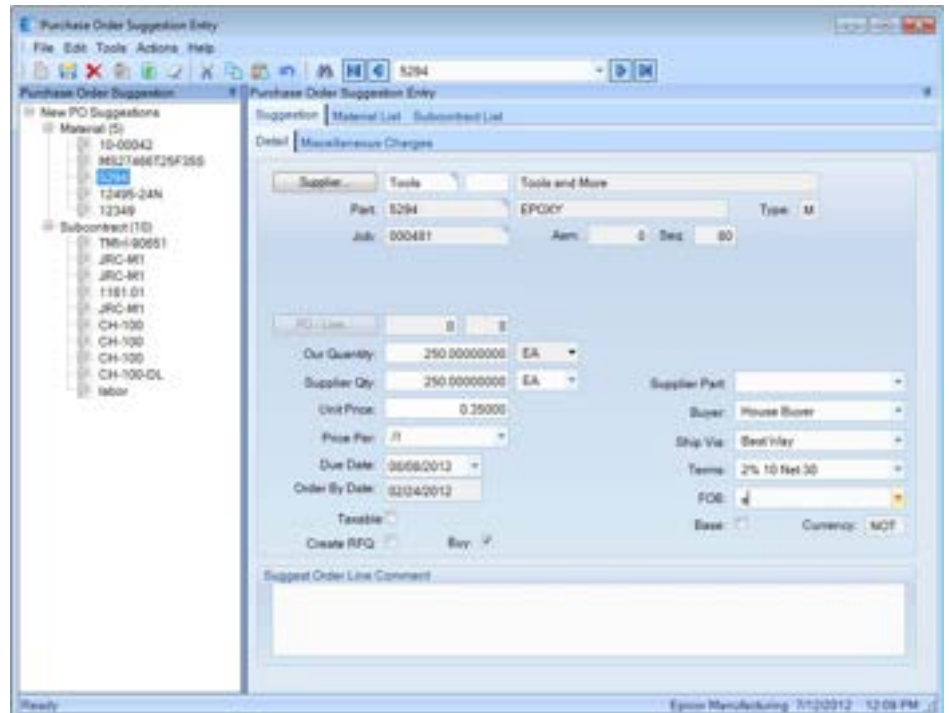 Purchase Order Suggestion Entry
File Edit Tools Actions Help
5294
Purchase Order Suggestion
Purchase Order Suggestion Entry
New PO Suggestions
Material (5)
10-00042
MS27466T25F35S
5294
12495-24N
12349
Subcontract (10)
JRC-M1
JRC-M1
1181.01
JRC-M1
CH-100
CH-100
CH-100
CH-100-DL
labor
Suggestion Material List Subcontract List
Detail Miscellaneous Charges
Supplier... Tools Tools and More
Part: 5294 EPOXY Type: M
Job: 000481 Asm: 0 Seq: 80
PO - Line... 0 0
Our Quantity: 250.00000000 EA
Supplier Qty: 250.00000000 EA Supplier Part:
Unit Price: 0.35000 Buyer: House Buyer
Price Per: /1 Ship Via: Best Way
Due Date: Terms: 2% 10 Net 30
Order By Date: 02/24/2012 FOB:
Taxable Base: Currency: NOT
Create RFQ: Buy:
Suggest Order Line Comment
Ready Epicor Manufacturing 7/12/2012 12:09 PM